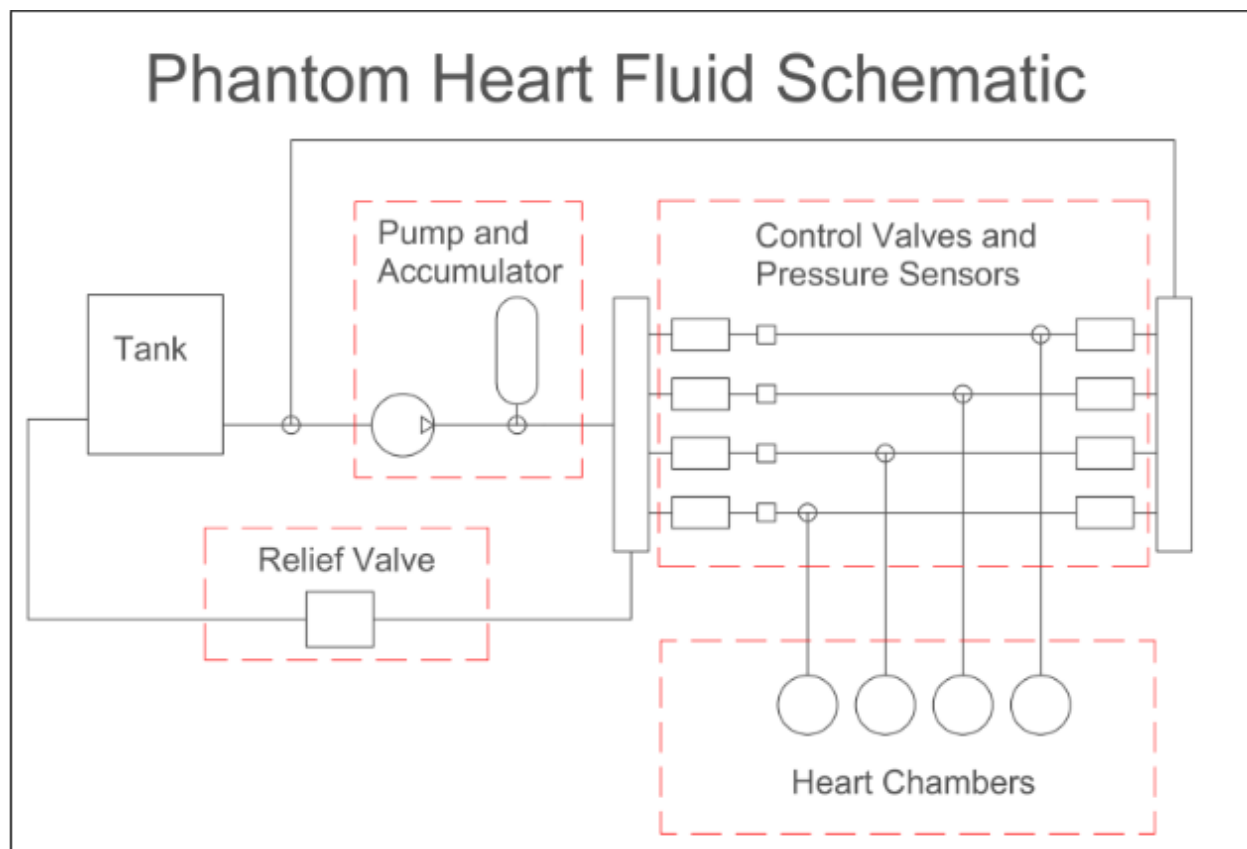 Phantom Heart Fluid Schematic
Pump and
Accumulator
Control Valves and
Pressure Sensors
Tank
Relief Valve
Heart Chambers